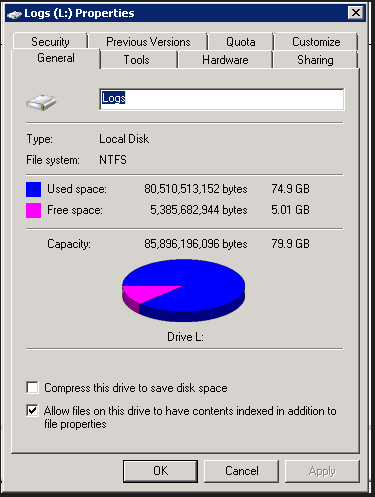 Logs (L:) Properties
Security Previous Versions Quota Customize
General Tools Hardware Sharing
Logs
Type: Local Disk
File system: NTFS
Used space: 80,510,513,152 bytes 74.9 GB
Free space: 5,385,682,944 bytes 5.01 GB
Capacity: 85,896,196,096 bytes 79.9 GB
Drive L:
Compress this drive to save disk space
Allow files on this drive to have contents indexed in addition to
file properties
OK Cancel Apply